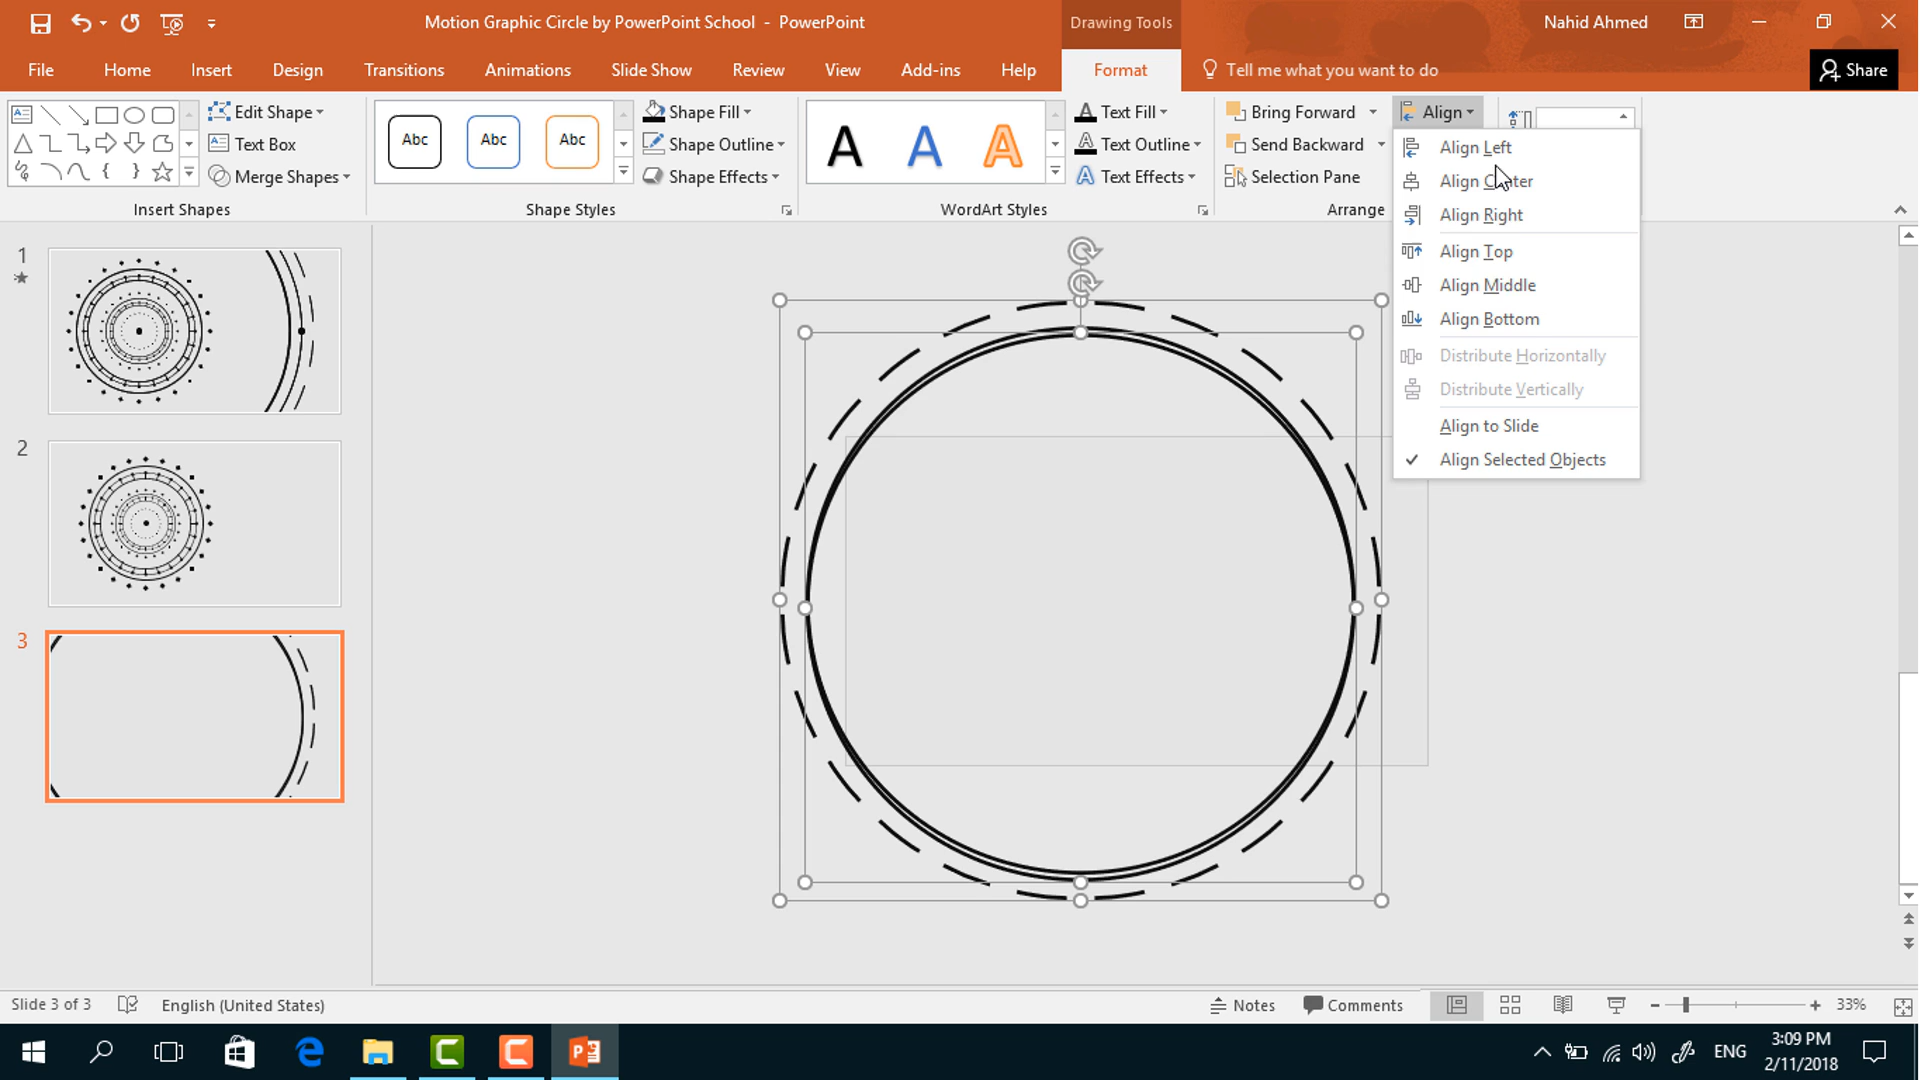 Motion Graphic Circle by PowerPoint School - PowerPoint
Drawing Tools
Nahid Ahmed
File Home Insert Design Transitions Animations Slide Show Review View Add-ins Help Format Tell me what you want to do Share
Edit Shape
Text Box
Merge Shapes
Insert Shapes
Abc Abc Abc
Shape Fill
Shape Outline
Shape Effects
Shape Styles
A A A
Text Fill
Text Outline
Text Effects
WordArt Styles
Bring Forward
Send Backward
Selection Pane
Arrange
Align
Align Left
Align Center
Align Right
Align Top
Align Middle
Align Bottom
Distribute Horizontally
Distribute Vertically
Align to Slide
Align Selected Objects
1
2
3
Slide 3 of 3 English (United States) Notes Comments 33%
ENG
3:09 PM
2/11/2018